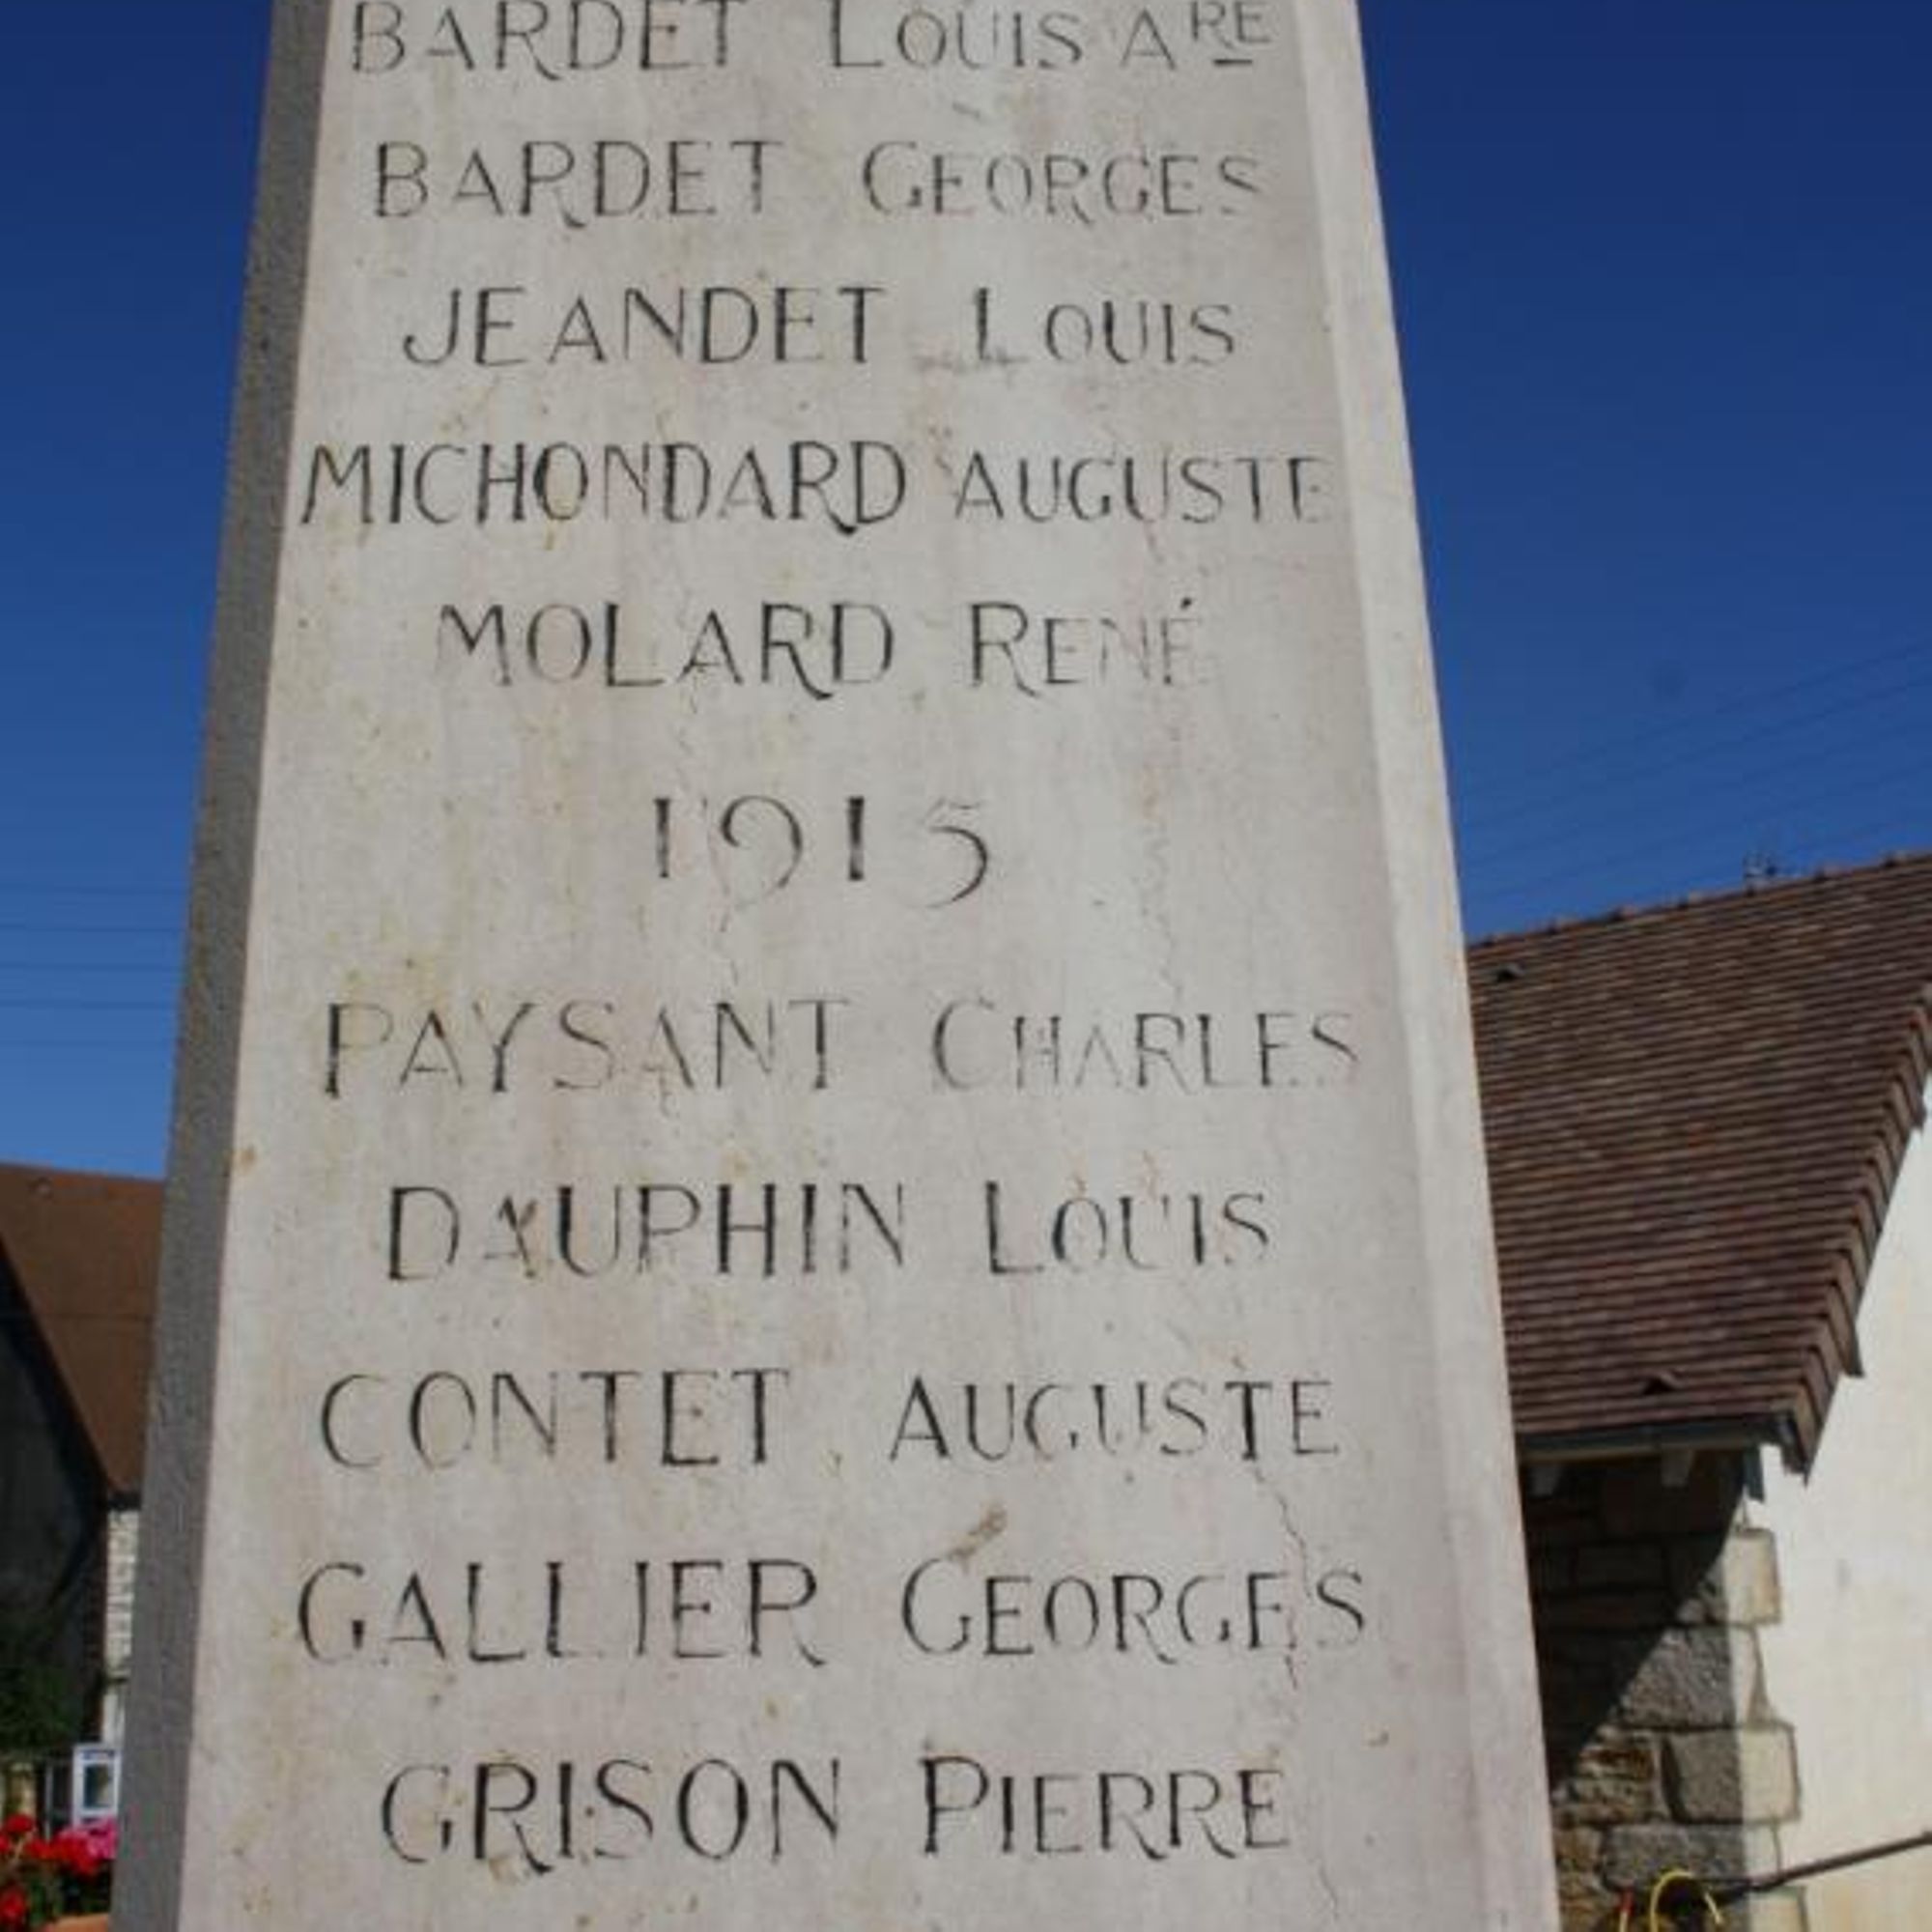 BARDET LOUIS ARE
BARDET GEORGES
JEANDET LOUIS
MICHONDARD AUGUSTE
MOLARD RENÉ
1915
PAYSANT CHARLES
DAUPHIN LOUIS
CONTET AUGUSTE
GALLIER GEORGES
GRISON PIERRE